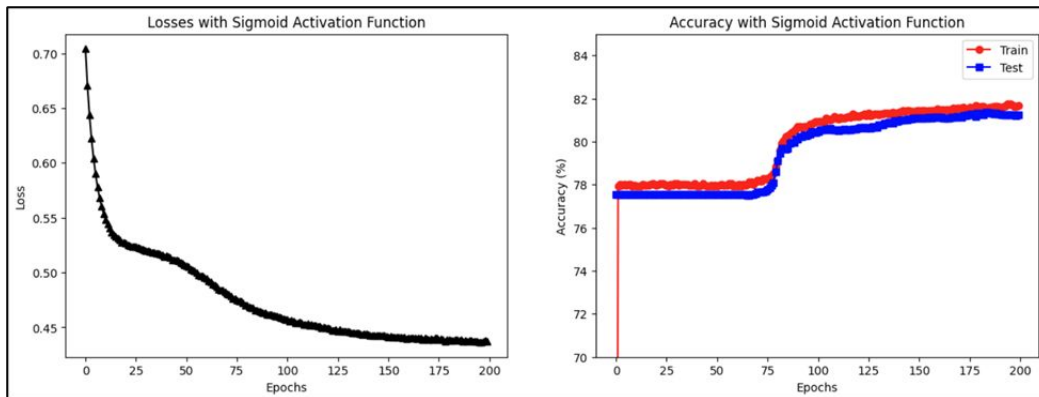 Losses with Sigmoid Activation Function
0.70
0.65
0.60
0.55
0.50
0.45
Loss
0 25 50 75 100 125 150 175 200
Epochs
Accuracy with Sigmoid Activation Function
84
82
80
78
76
74
72
70
Accuracy (%)
Train
Test
0 25 50 75 100 125 150 175 200
Epochs